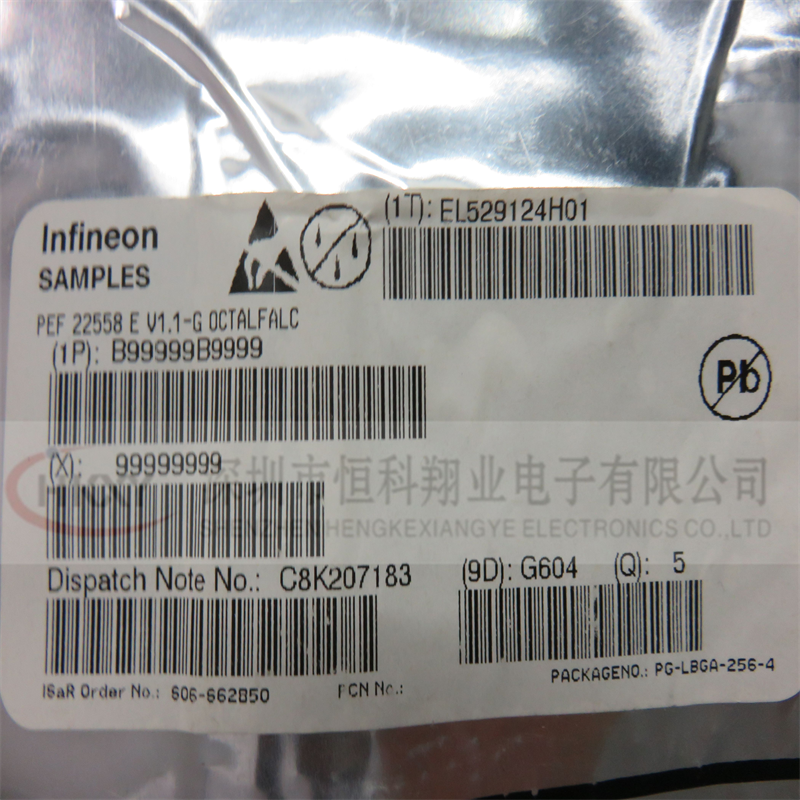 Infineon
SAMPLES
(1T): EL529124H01
PEF 22558 E V1.1-G OCTALFALC
(1P): B99999B9999
Pb
(X): 99999999
深圳市恒科翔业电子有限公司
SHENZHENHENGKEXIANGYE ELECTRONICS CO.,LTD
Dispatch Note No.: C8K207183
(9D): G604 (Q): 5
ISaR Order No.: 606-662850
PCN No.:
PACKAGENO.: PG-LBGA-256-4